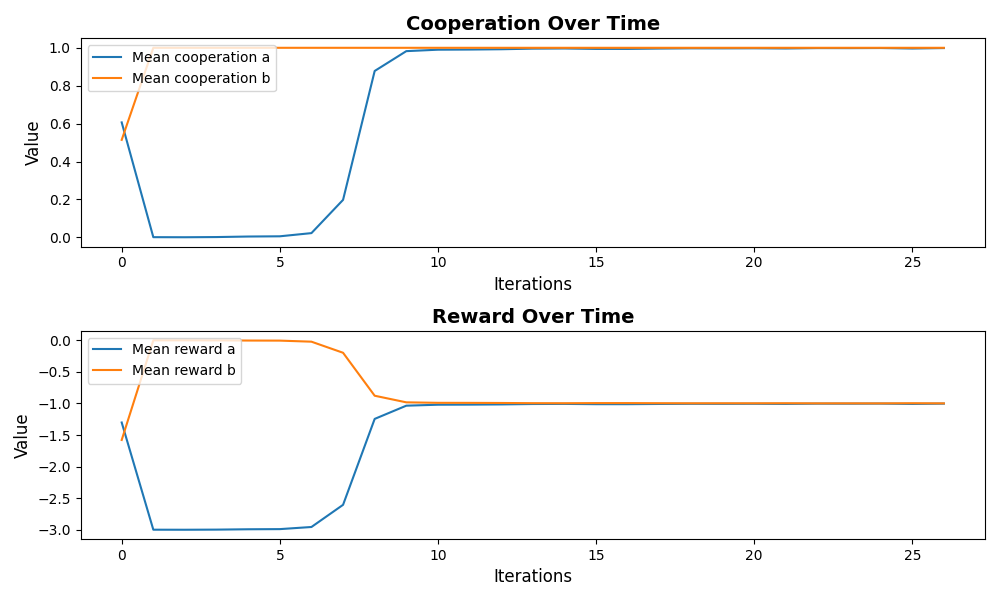 Cooperation Over Time
1.0
0.8
0.6
0.4
0.2
0.0
Value
Mean cooperation a
Mean cooperation b
0 5 10 15 20 25
Iterations
Reward Over Time
0.0
−0.5
−1.0
−1.5
−2.0
−2.5
−3.0
Value
Mean reward a
Mean reward b
0 5 10 15 20 25
Iterations